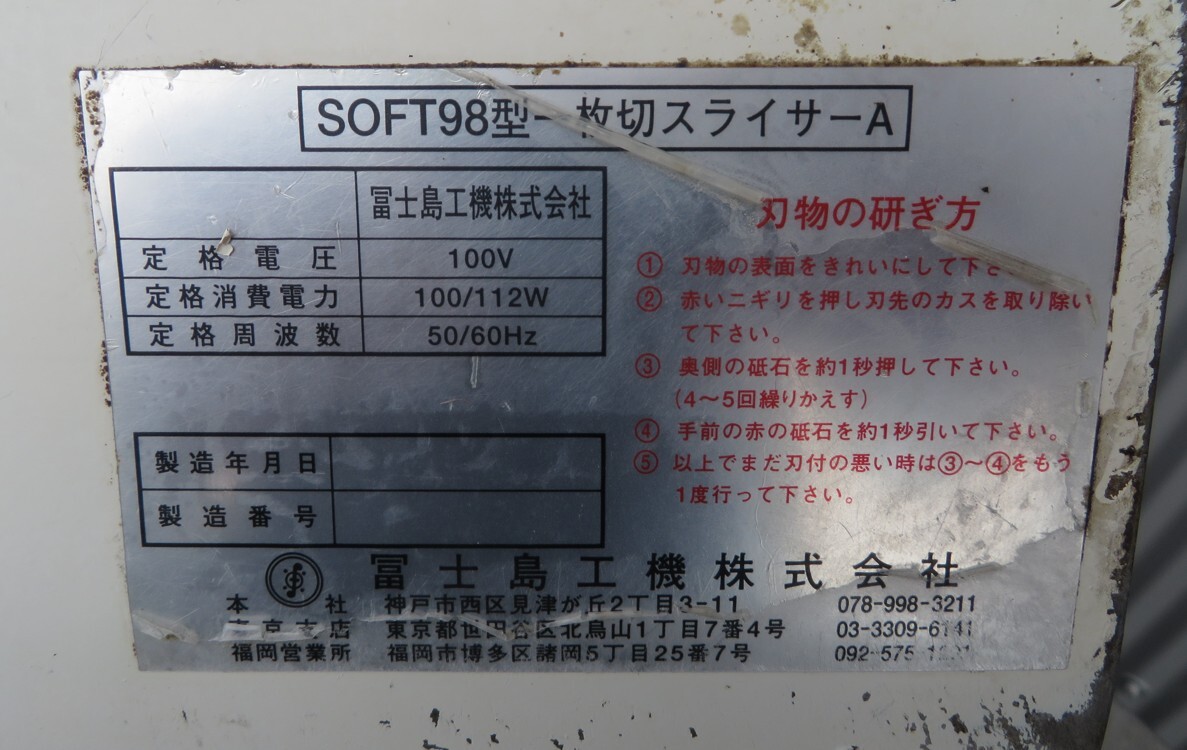 SOFT98型一枚切スライサーA
冨士島工機株式会社
定格電圧 100V
定格消費電力 100/112W
定格周波数 50/60Hz
製造年月日
製造番号
刃物の研ぎ方
① 刃物の表面をきれいにして下さ
② 赤いニギリを押し刃先のカスを取り除い
て下さい。
③ 奥側の砥石を約1秒押して下さい。
(4～5回繰りかえす)
④ 手前の赤の砥石を約1秒引いて下さい。
⑤ 以上でまだ刃付の悪い時は③～④をもう
1度行って下さい。
冨士島工機株式会社
本社 神戸市西区見津が丘2丁目3-11 078-998-3211
東京支店 東京都世田谷区北烏山1丁目7番4号 03-3309-6141
福岡営業所 福岡市博多区諸岡5丁目25番7号 092-575-